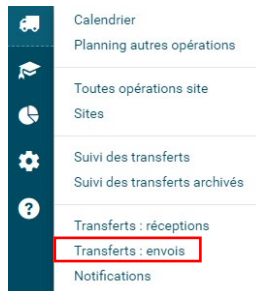 Calendrier
Planning autres opérations
Toutes opérations site
Sites
Suivi des transferts
Suivi des transferts archivés
Transferts : réceptions
Transferts : envois
Notifications